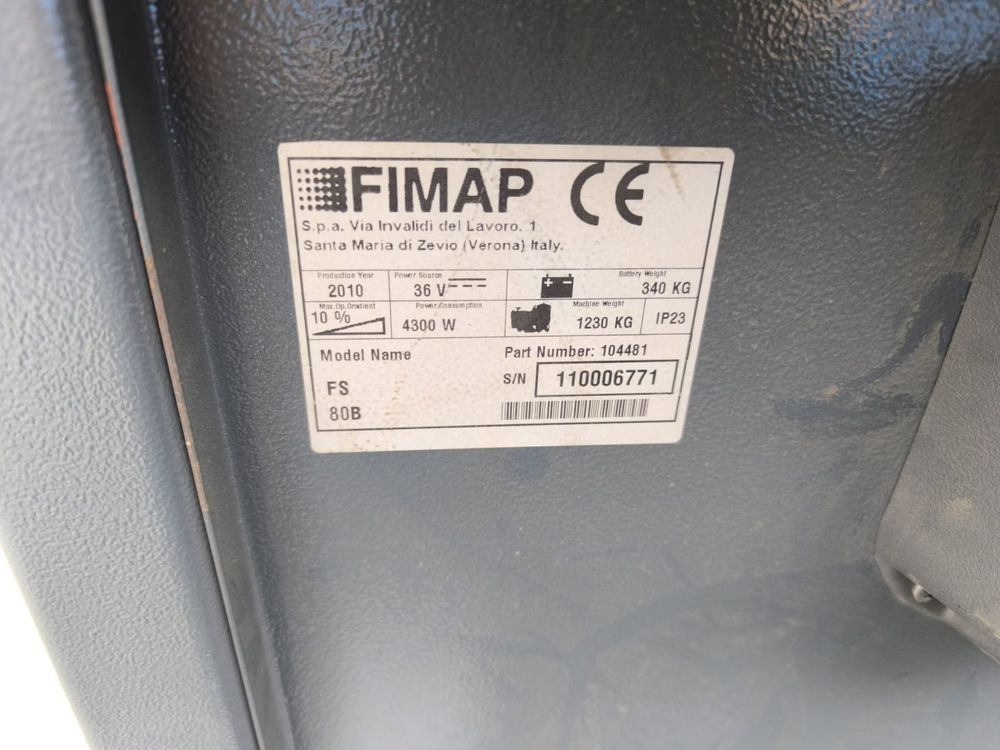 FIMAP CE
S.p.a. Via Invalidi del Lavoro. 1
Santa Maria di Zevio (Verona) Italy.
Production Year Power Source Battery Weight
2010 36 V 340 KG
Max.Op.Gradient Power/Consumption Machine Weight
10 % 4300 W 1230 KG IP23
Model Name Part Number: 104481
FS S/N 110006771
80B